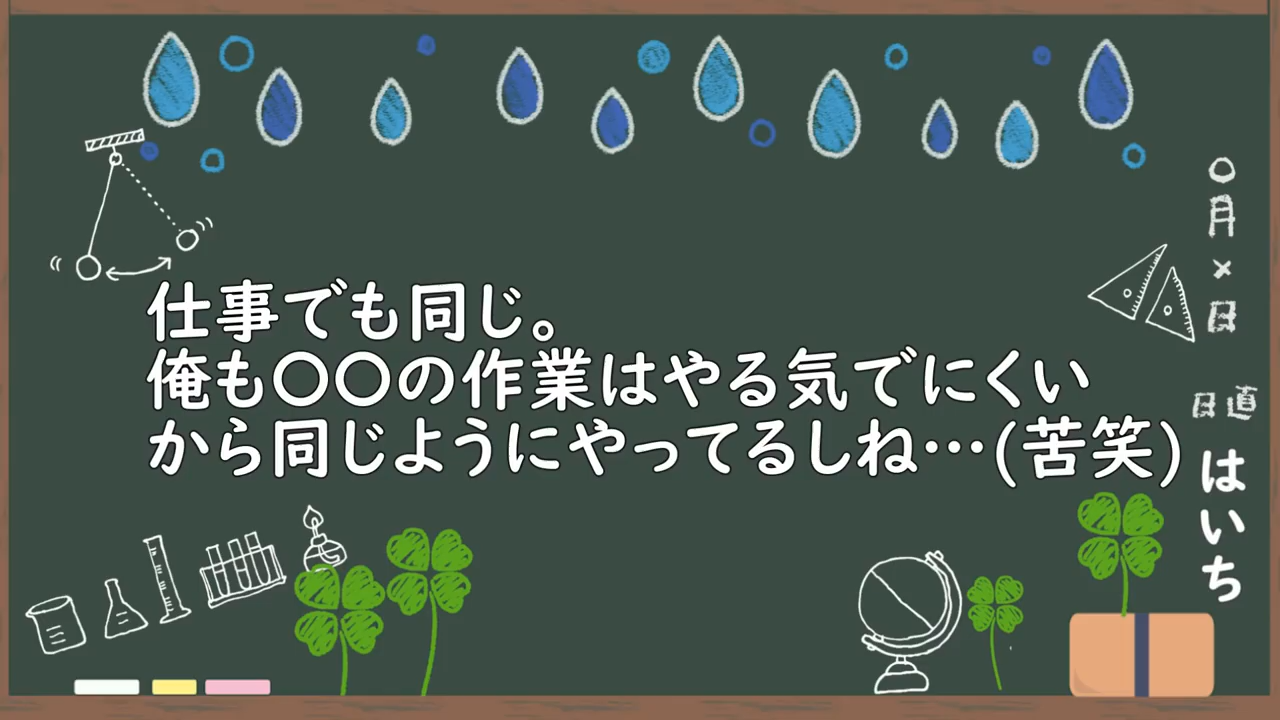 仕事でも同じ。
俺も〇〇の作業はやる気でにくい
から同じようにやってるしね…(苦笑)
〇月×日
日直
はいち